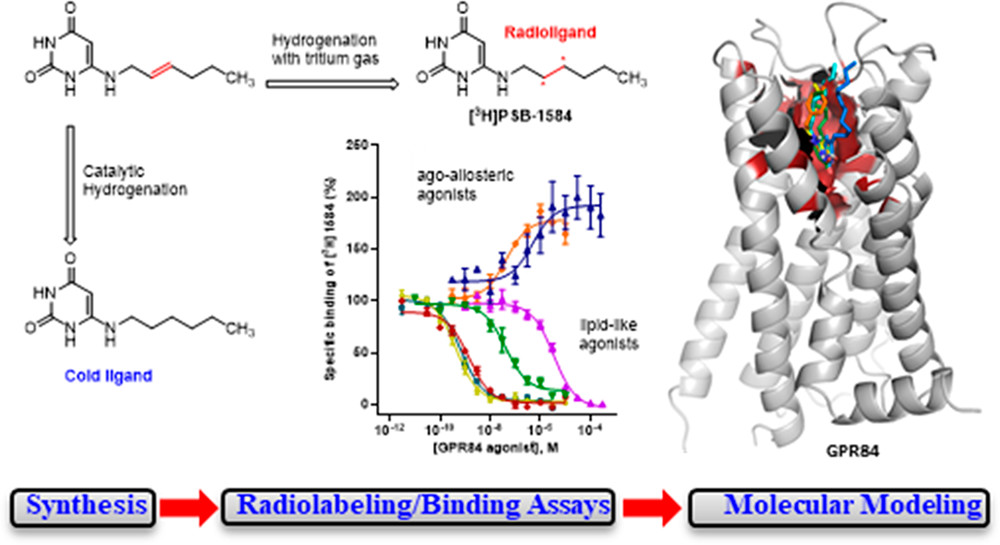 O
HN
O
N
H
N
H
CH₃
Hydrogenation
with tritium gas
Radioligand
O
HN
O
N
H
N
H
CH₃
[³H]PSB-1584
Catalytic
Hydrogenation
O
HN
O
N
H
N
H
CH₃
Cold ligand
Specific binding of [³H] 1584 (%)
250
200
150
100
50
0
ago-allosteric
agonists
lipid-like
agonists
10⁻¹² 10⁻¹⁰ 10⁻⁸ 10⁻⁶ 10⁻⁴
[GPR84 agonist], M
GPR84
Synthesis
Radiolabeling/Binding Assays
Molecular Modeling